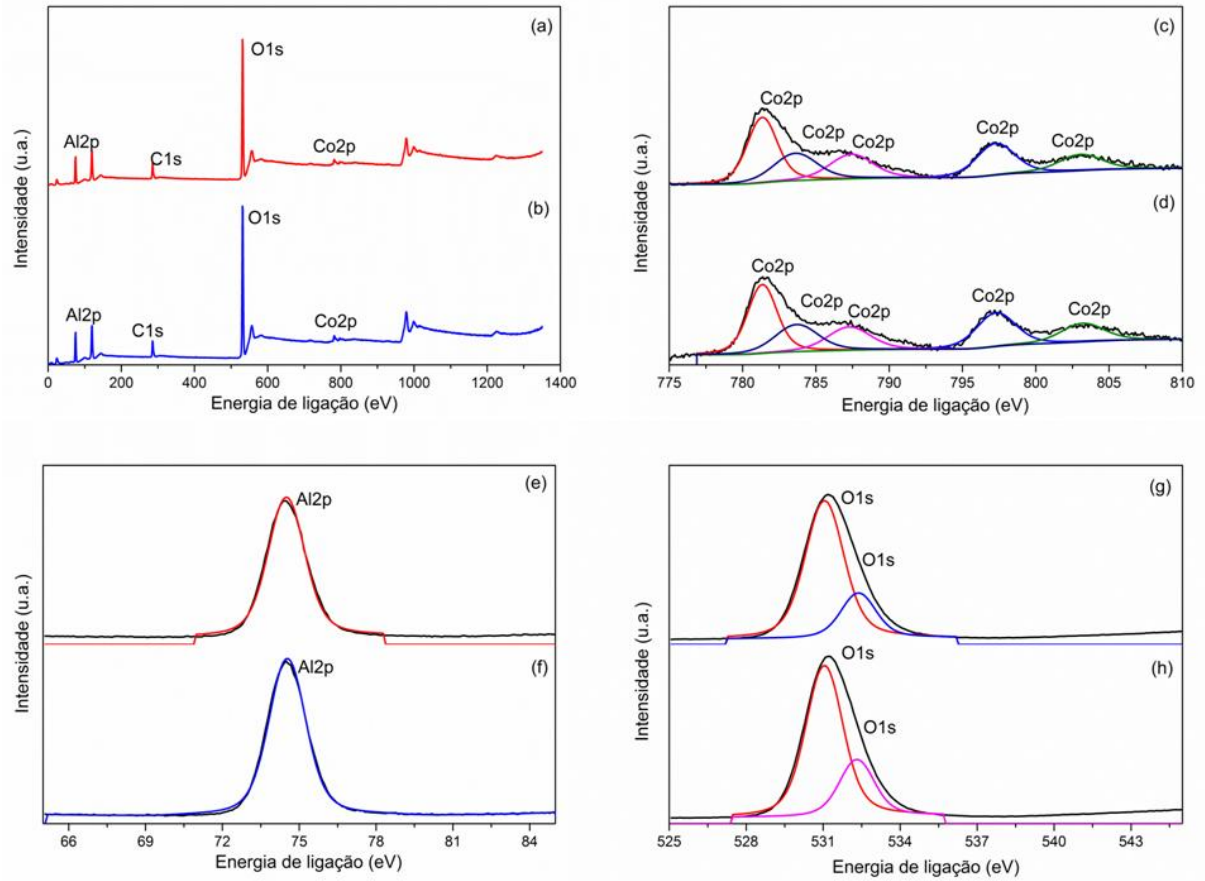 (a)
O1s
Al2p
C1s
Co2p
(b)
O1s
Al2p
C1s
Co2p
Intensidade (u.a.)
0 200 400 600 800 1000 1200 1400
Energia de ligação (eV)
(c)
Co2p
Co2p
Co2p
Co2p
Co2p
(d)
Co2p
Co2p
Co2p
Co2p
Co2p
Intensidade (u.a.)
775 780 785 790 795 800 805 810
Energia de ligação (eV)
(e)
Al2p
(f)
Al2p
Intensidade (u.a.)
66 69 72 75 78 81 84
Energia de ligação (eV)
(g)
O1s
O1s
(h)
O1s
O1s
Intensidade (u.a.)
525 528 531 534 537 540 543
Energia de ligação (eV)